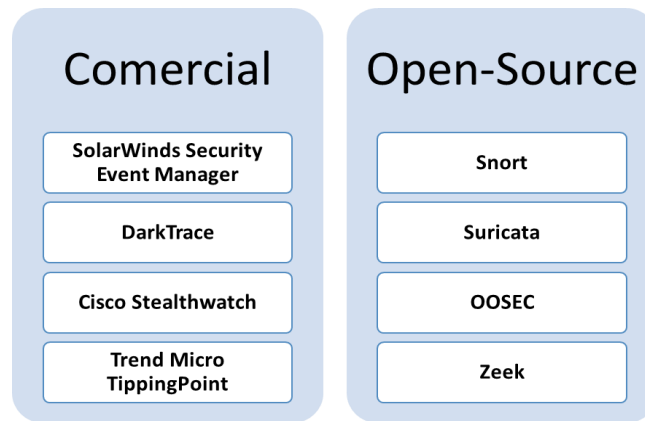 Comercial
SolarWinds Security
Event Manager
DarkTrace
Cisco Stealthwatch
Trend Micro
TippingPoint
Open-Source
Snort
Suricata
OOSEC
Zeek